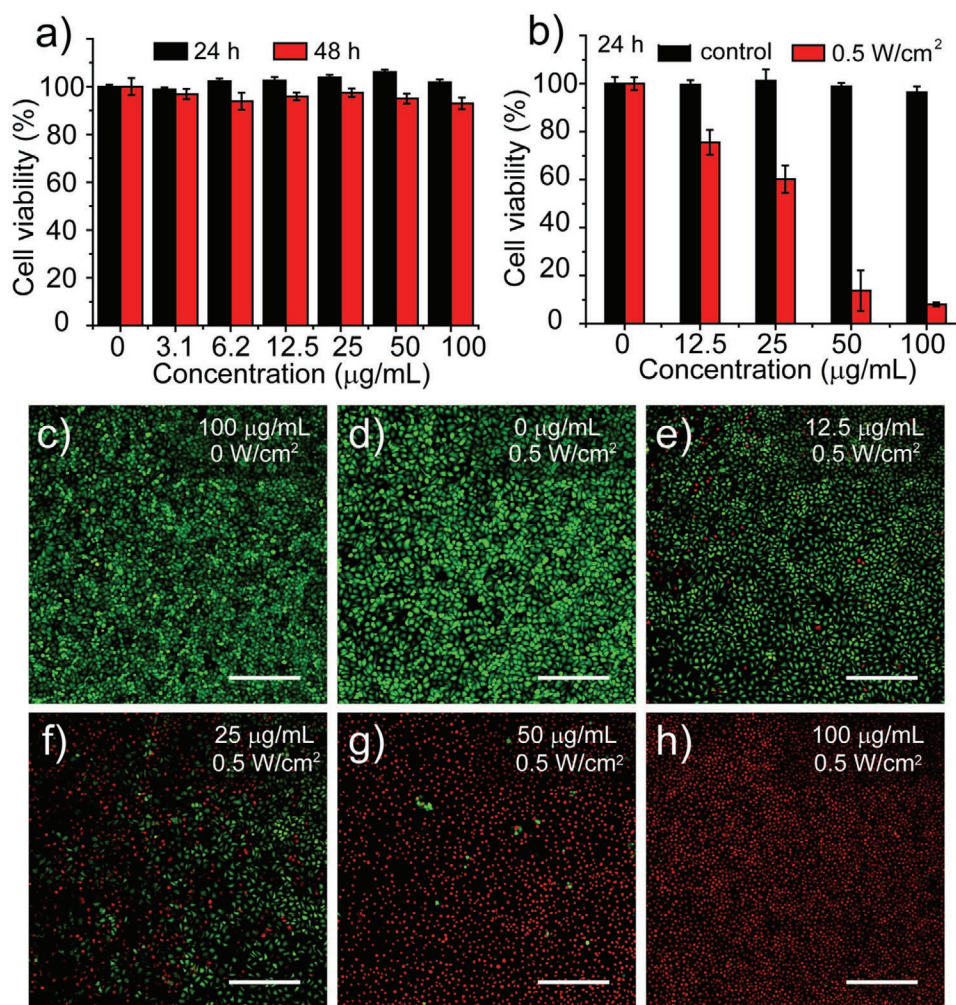 a)
24 h
48 h
Cell viability (%)
100
80
60
40
20
0
0 3.1 6.2 12.5 25 50 100
Concentration (μg/mL)
b)
24 h
control
0.5 W/cm²
Cell viability (%)
120
100
80
60
40
20
0
0 12.5 25 50 100
Concentration (μg/mL)
c)
100 μg/mL
0 W/cm²
d)
0 μg/mL
0.5 W/cm²
e)
12.5 μg/mL
0.5 W/cm²
f)
25 μg/mL
0.5 W/cm²
g)
50 μg/mL
0.5 W/cm²
h)
100 μg/mL
0.5 W/cm²